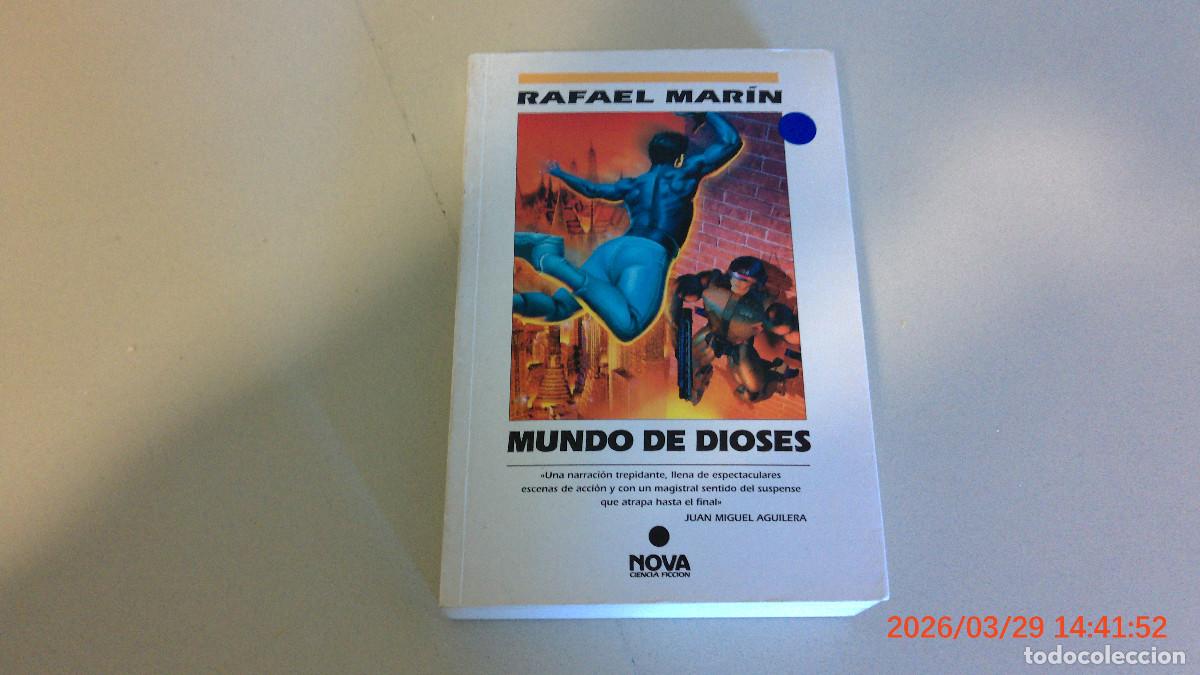 RAFAEL MARÍN
MUNDO DE DIOSES
«Una narración trepidante, llena de espectaculares
escenas de acción y con un magistral sentido del suspense
que atrapa hasta el final»
JUAN MIGUEL AGUILERA
NOVA
CIENCIA FICCION
2026/03/29 14:41:52
todocoleccion